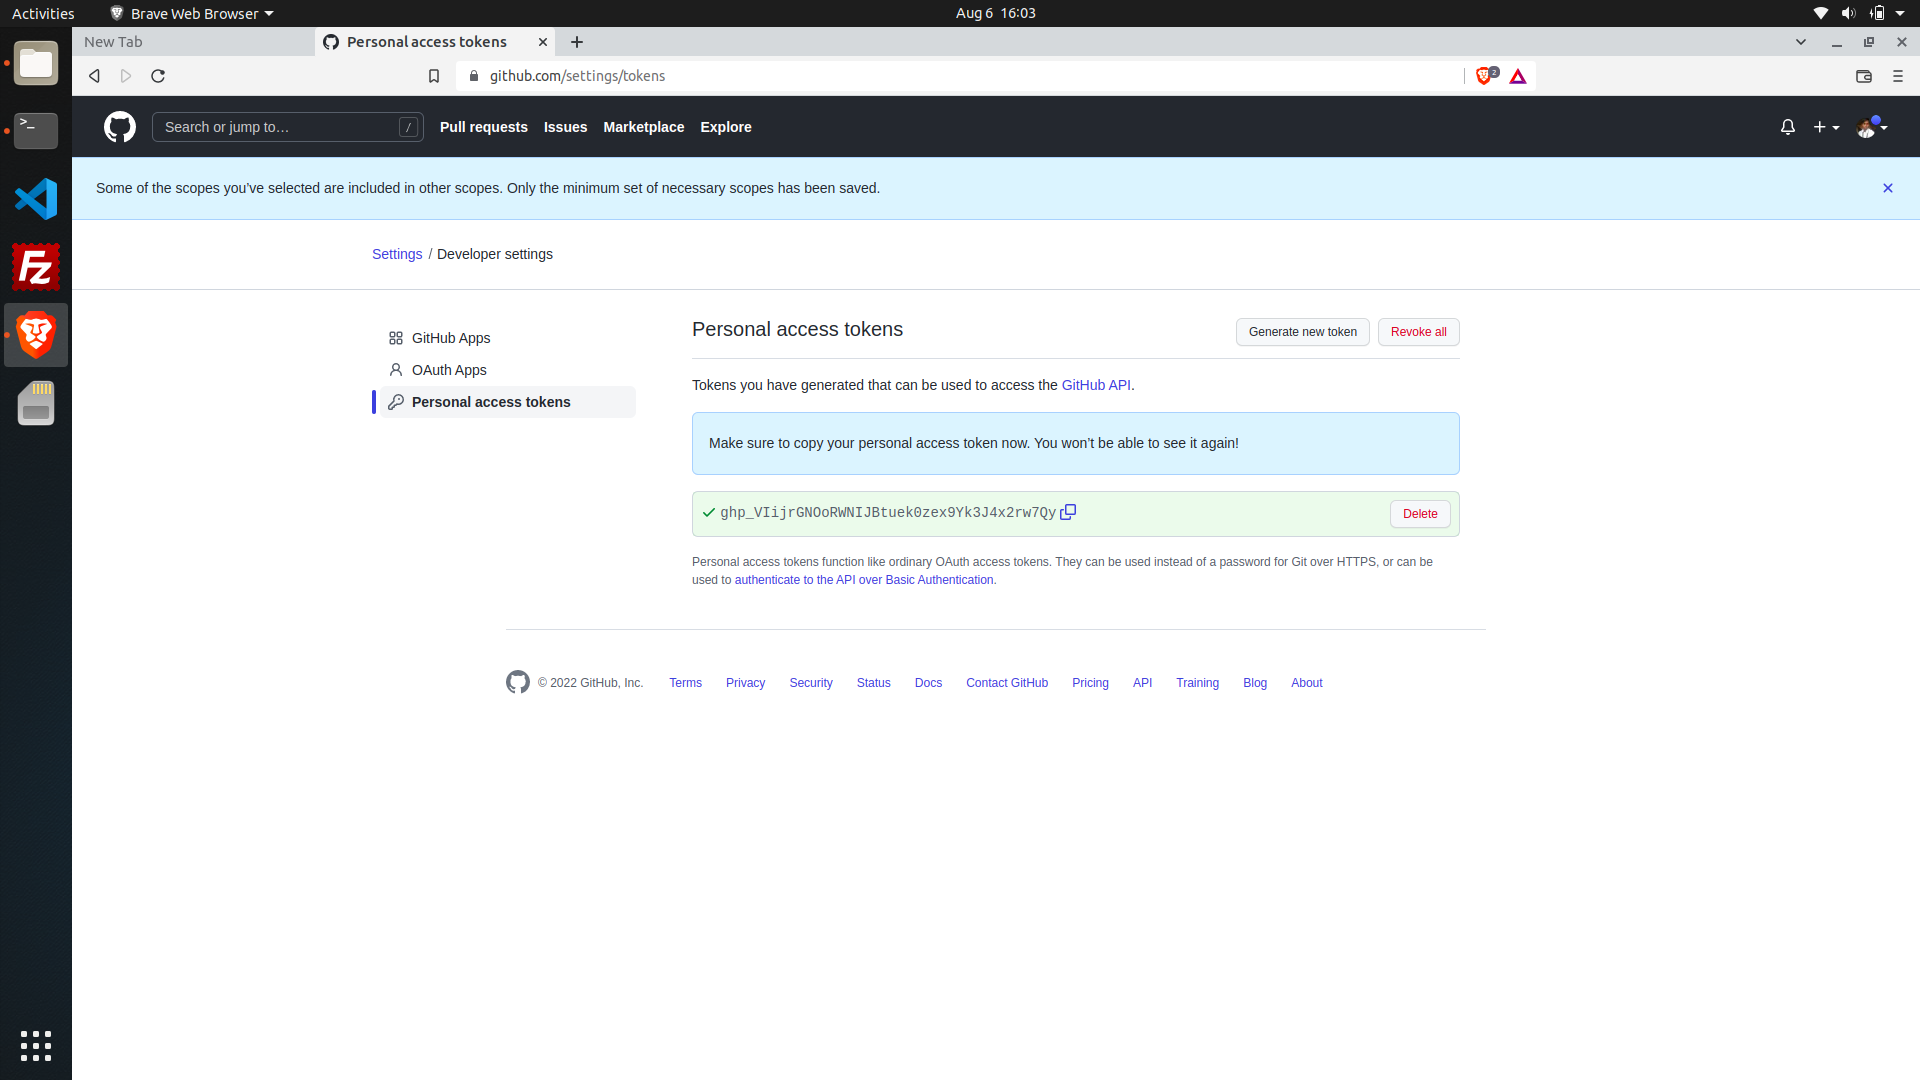 Activities Brave Web Browser Aug 6 16:03
New Tab Personal access tokens
github.com/settings/tokens 2
Search or jump to… / Pull requests Issues Marketplace Explore
Some of the scopes you’ve selected are included in other scopes. Only the minimum set of necessary scopes has been saved.
Settings / Developer settings
GitHub Apps
OAuth Apps
Personal access tokens
Personal access tokens Generate new token Revoke all
Tokens you have generated that can be used to access the GitHub API.
Make sure to copy your personal access token now. You won’t be able to see it again!
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 Delete
Personal access tokens function like ordinary OAuth access tokens. They can be used instead of a password for Git over HTTPS, or can be
used to authenticate to the API over Basic Authentication.
© 2022 GitHub, Inc. Terms Privacy Security Status Docs Contact GitHub Pricing API Training Blog About